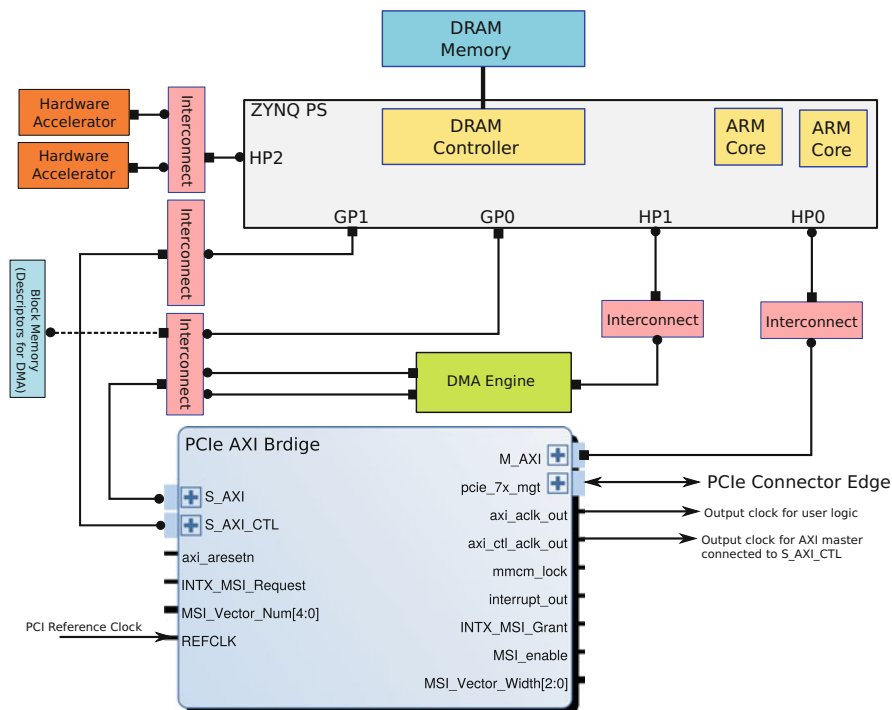 DRAM
Memory
Hardware
Accelerator
Hardware
Accelerator
Interconnect
ZYNQ PS
DRAM
Controller
ARM
Core
ARM
Core
HP2
GP1
GP0
HP1
HP0
Interconnect
Block Memory
(Descriptors for DMA)
Interconnect
Interconnect
Interconnect
DMA Engine
PCIe AXI Brdige
M_AXI
pcie_7x_mgt
PCIe Connector Edge
S_AXI
S_AXI_CTL
axi_aclk_out
Output clock for user logic
axi_ctl_aclk_out
Output clock for AXI master
connected to S_AXI_CTL
axi_aresetn
mmcm_lock
INTX_MSI_Request
interrupt_out
MSI_Vector_Num[4:0]
INTX_MSI_Grant
PCI Reference Clock
REFCLK
MSI_enable
MSI_Vector_Width[2:0]